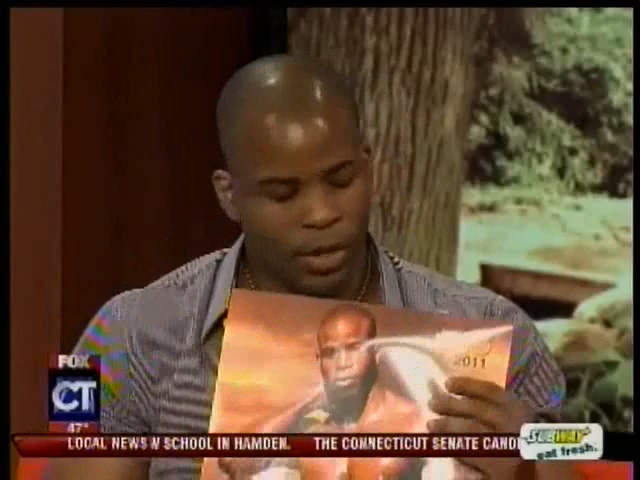 2011
FOX
CT
47°
LOCAL NEWS N SCHOOL IN HAMDEN. THE CONNECTICUT SENATE CAND
SUBWAY
eat fresh.